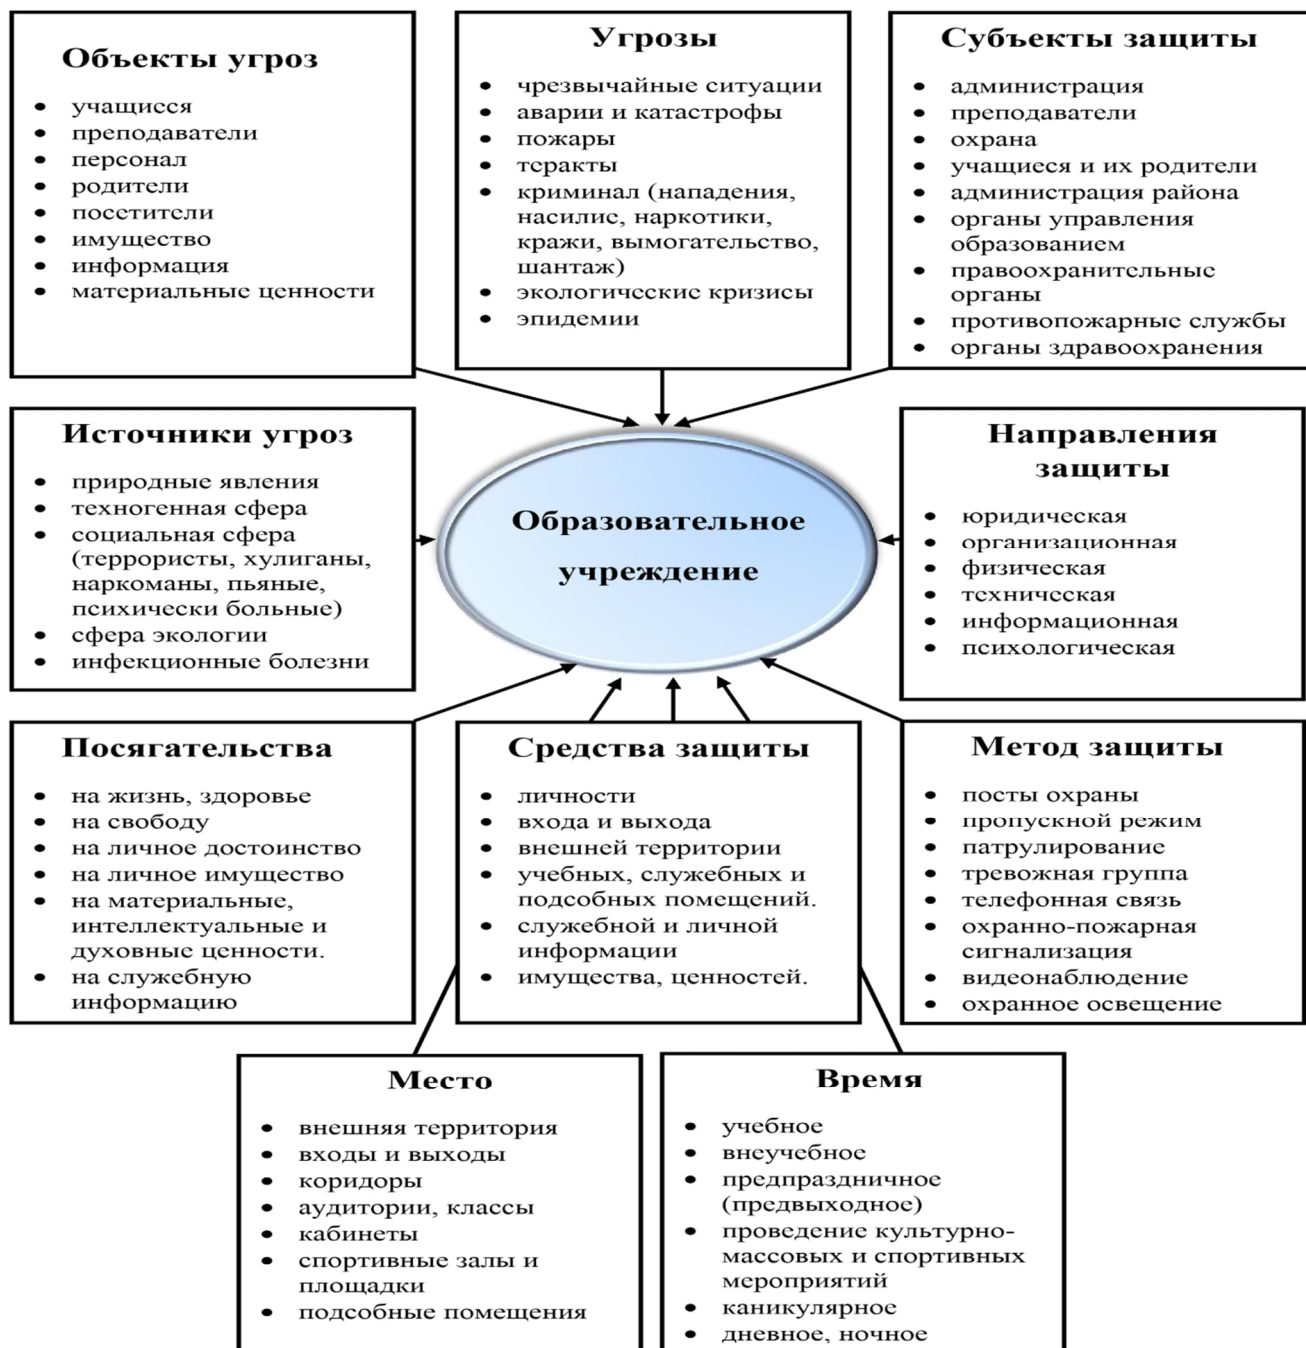 Объекты угроз
• учащиеся
• преподаватели
• персонал
• родители
• посетители
• имущество
• информация
• материальные ценности
Угрозы
• чрезвычайные ситуации
• аварии и катастрофы
• пожары
• теракты
• криминал (нападения,
насилие, наркотики,
кражи, вымогательство,
шантаж)
• экологические кризисы
• эпидемии
Субъекты защиты
• администрация
• преподаватели
• охрана
• учащиеся и их родители
• администрация района
• органы управления
образованием
• правоохранительные
органы
• противопожарные службы
• органы здравоохранения
Источники угроз
• природные явления
• техногенная сфера
• социальная сфера
(террористы, хулиганы,
наркоманы, пьяные,
психически больные)
• сфера экологии
• инфекционные болезни
Образовательное
учреждение
Направления
защиты
• юридическая
• организационная
• физическая
• техническая
• информационная
• психологическая
Посягательства
• на жизнь, здоровье
• на свободу
• на личное достоинство
• на личное имущество
• на материальные,
интеллектуальные и
духовные ценности.
• на служебную
информацию
Средства защиты
• личности
• входа и выхода
• внешней территории
• учебных, служебных и
подсобных помещений.
• служебной и личной
информации
• имущества, ценностей.
Метод защиты
• посты охраны
• пропускной режим
• патрулирование
• тревожная группа
• телефонная связь
• охранно-пожарная
сигнализация
• видеонаблюдение
• охранное освещение
Место
• внешняя территория
• входы и выходы
• коридоры
• аудитории, классы
• кабинеты
• спортивные залы и
площадки
• подсобные помещения
Время
• учебное
• внеучебное
• предпраздничное
(предвыходное)
• проведение культурно-
массовых и спортивных
мероприятий
• каникулярное
• дневное, ночное